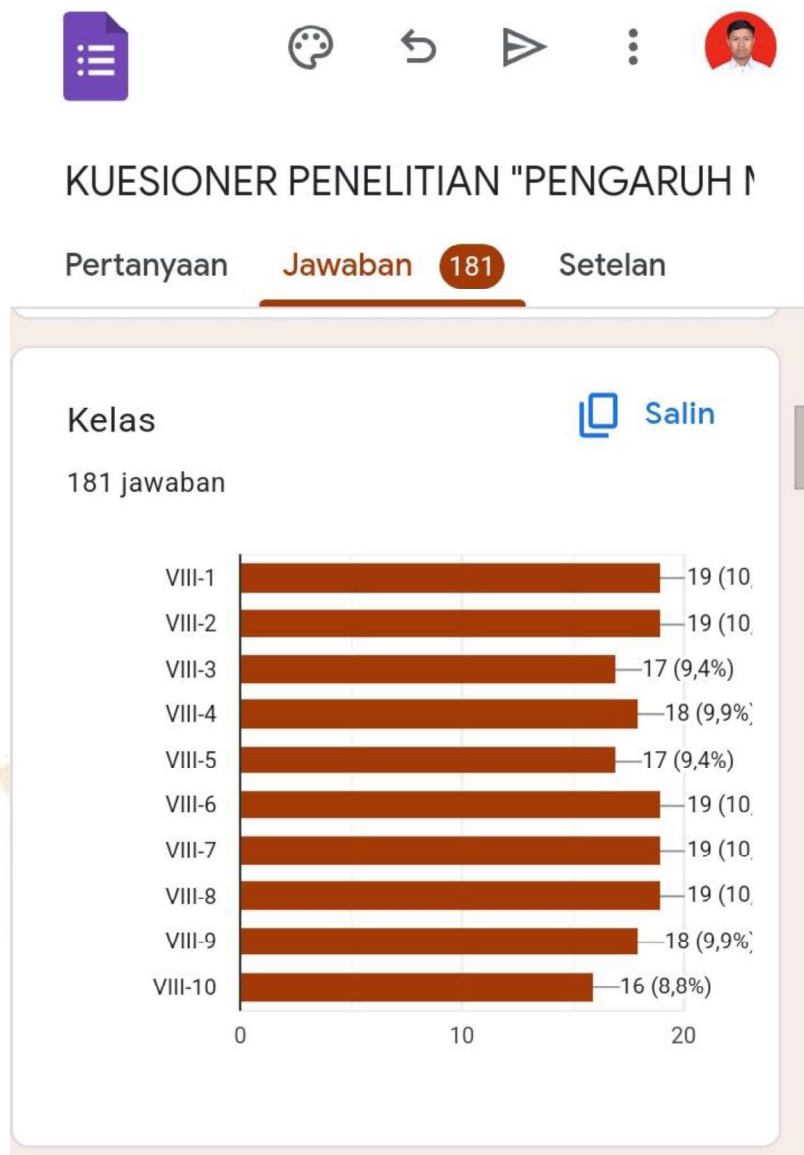 KUESIONER PENELITIAN "PENGARUH
Pertanyaan Jawaban 181 Setelan
Kelas
Salin
181 jawaban
VIII-1 19 (10,
VIII-2 19 (10,
VIII-3 17 (9,4%)
VIII-4 18 (9,9%)
VIII-5 17 (9,4%)
VIII-6 19 (10,
VIII-7 19 (10,
VIII-8 19 (10,
VIII-9 18 (9,9%)
VIII-10 16 (8,8%)
0 10 20